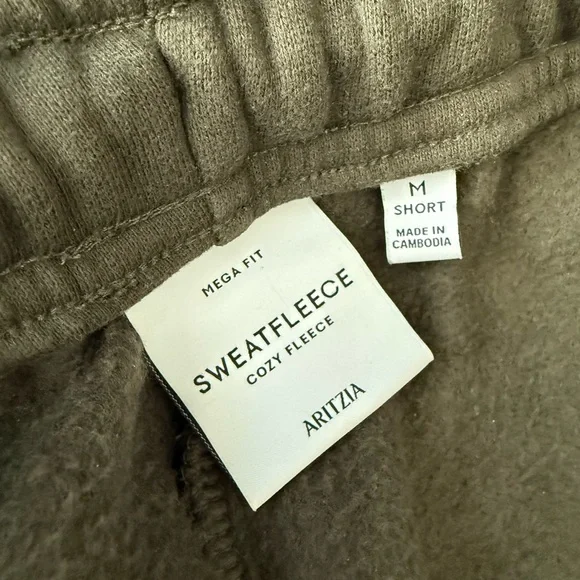 MEGA FIT
SWEATFLEECE
COZY FLEECE
ARITZIA
M
SHORT
MADE IN
CAMBODIA